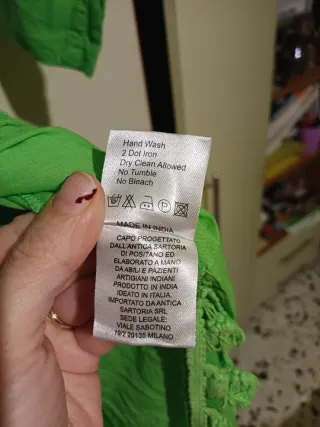 Hand Wash
2 Dot Iron
Dry Clean Allowed
No Tumble
No Bleach
MADE IN INDIA
CAPO PROGETTATO
DALL'ANTICA SARTORIA
DI POSITANO ED
ELABORATO A MANO
DA ABILI E PAZIENTI
ARTIGIANI INDIANI
PRODOTTO IN INDIA
IDEATO IN ITALIA,
IMPORTATO DA ANTICA
SARTORIA SRL
SEDE LEGALE:
VIALE SABOTINO
19/2 20135 MILANO